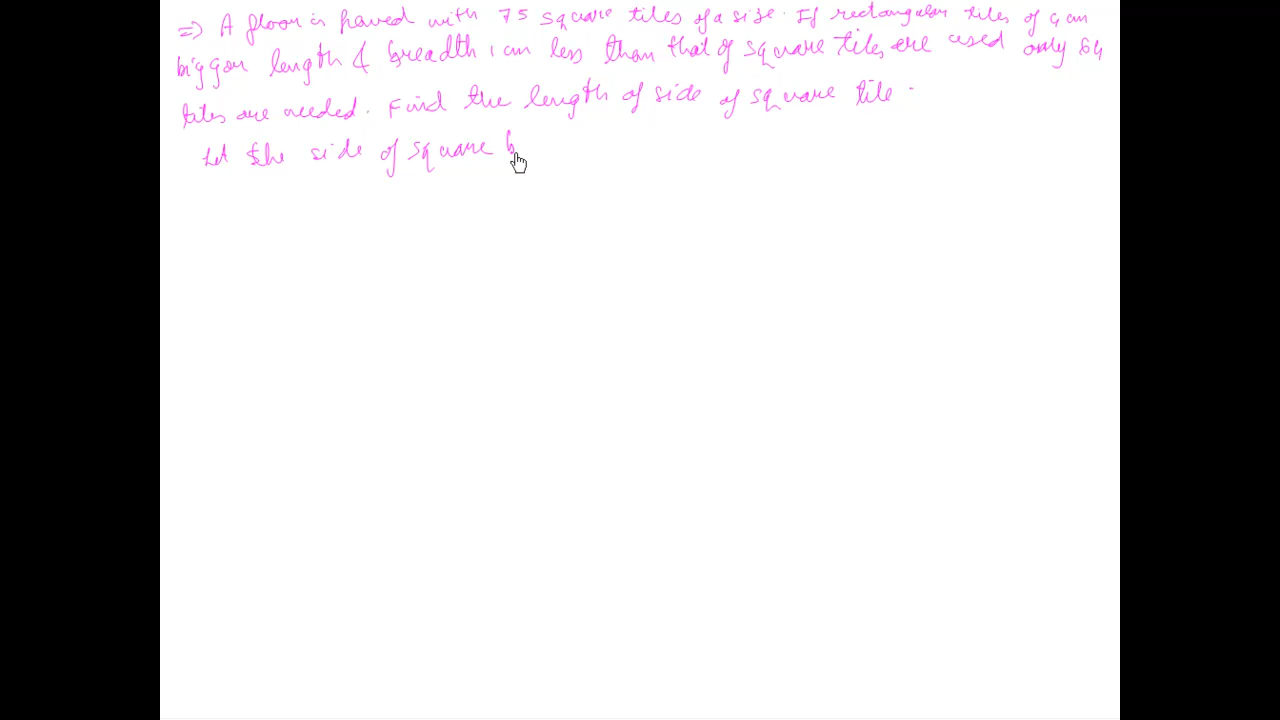 => A floor is paved with 75 square tiles of a size. If rectangular tiles of 4 cm
bigger length & breadth 1 cm less than that of square tiles are used only 64
tiles are needed. Find the length of side of square tile.
Let the side of square b